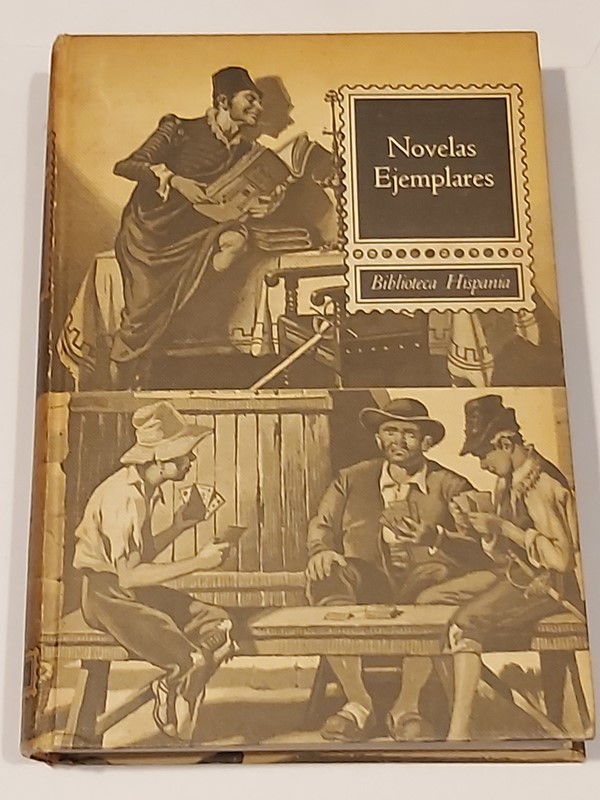 Novelas
Ejemplares
Biblioteca Hispania